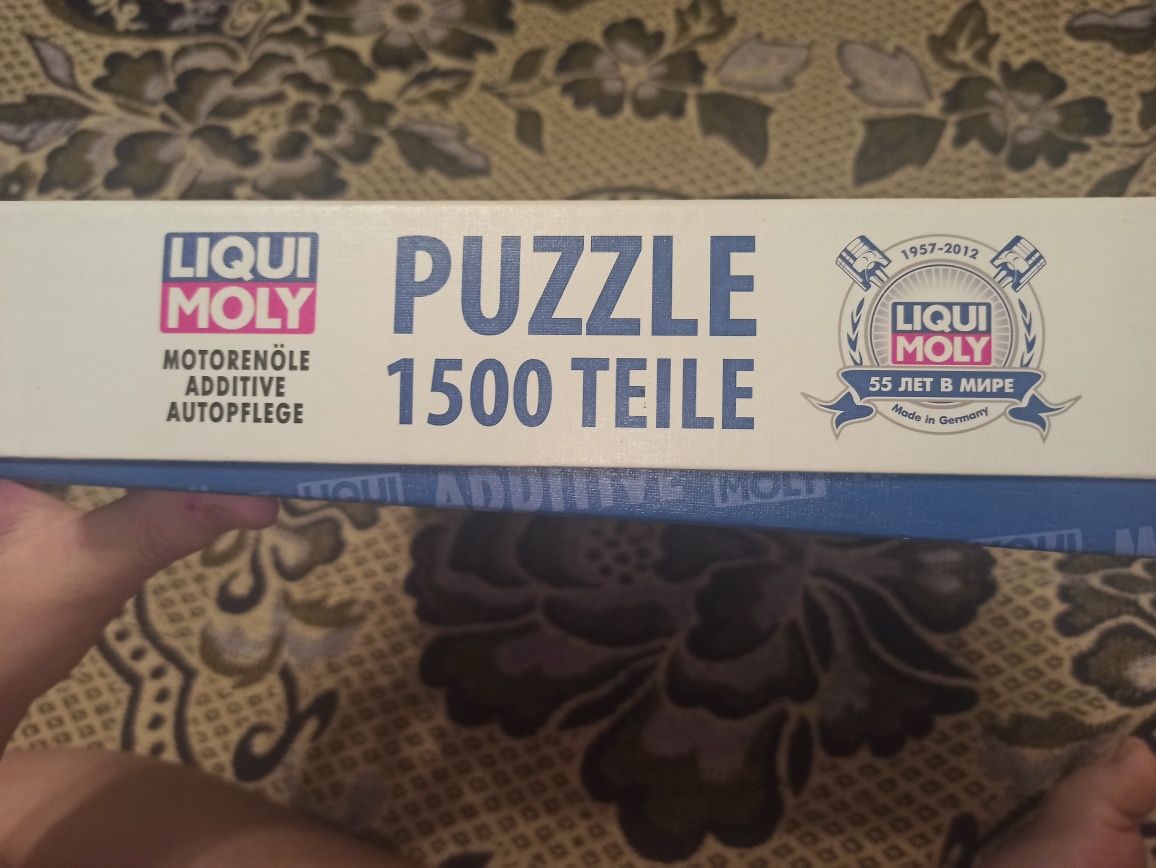 LIQUI
MOLY
MOTORENÖLE
ADDITIVE
AUTOPFLEGE
PUZZLE
1500 TEILE
1957-2012
LIQUI
MOLY
55 ЛЕТ В МИРЕ
Made in Germany
LIQUI
ADDITIVE
MOLY
LIQUI